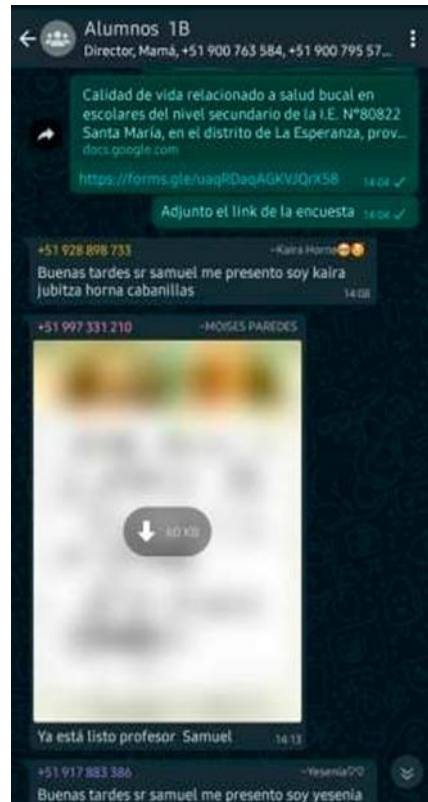 Alumnos 1B
Director, Mamá, +51 900 763 584, +51 900 795 57...
Calidad de vida relacionado a salud bucal en
escolares del nivel secundario de la I.E. N°80822
Santa María, en el distrito de La Esperanza, prov...
docs.google.com
https://forms.gle/uaqRDaqAGKVJQrX58 14:04
Adjunto el link de la encuesta 14:04
+51 928 898 733 ~Kaira Horna
Buenas tardes sr samuel me presento soy kaira
jubitza horna cabanillas
14:08
+51 997 331 210 ~MOISES PAREDES
60 KB
Ya está listo profesor Samuel 14:13
+51 917 883 386 ~Yesenia♡♡
Buenas tardes sr samuel me presento soy yesenia